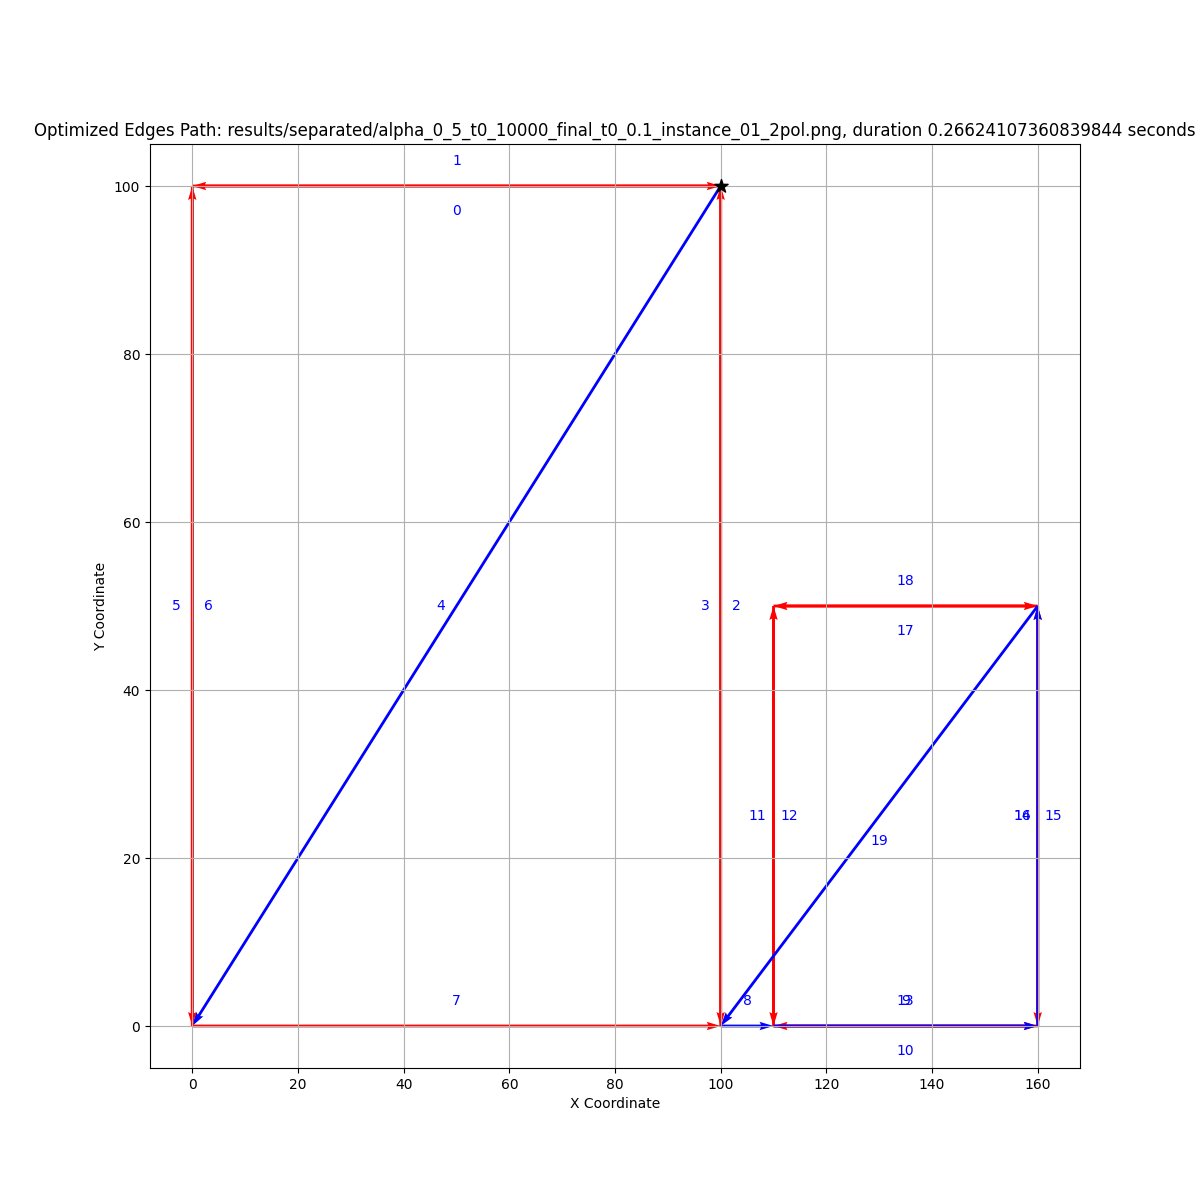 Optimized Edges Path: results/separated/alpha_0_5_t0_10000_final_t0_0.1_instance_01_2pol.png, duration 0.26624107360839844 seconds
1
100
0
80
60
18
5 6 4 3 2
17
Y Coordinate
40
11 12 15
19
20
7 8
0
10
0 20 40 60 80 100 120 140 160
X Coordinate